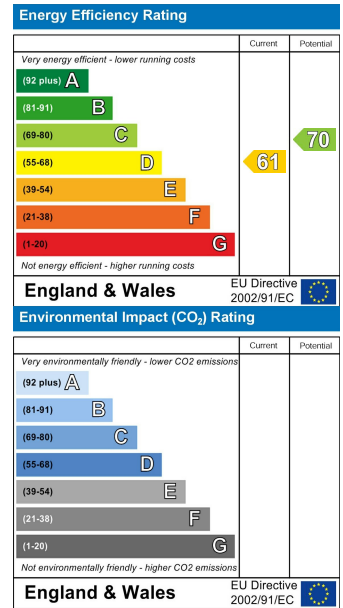 Energy Efficiency Rating
Current Potential
Very energy efficient - lower running costs
(92 plus) A
(81-91) B
(69-80) C
(55-68) D
(39-54) E
(21-38) F
(1-20) G
61
70
Not energy efficient - higher running costs
England & Wales
EU Directive
2002/91/EC
Environmental Impact (CO₂) Rating
Current Potential
Very environmentally friendly - lower CO2 emissions
(92 plus) A
(81-91) B
(69-80) C
(55-68) D
(39-54) E
(21-38) F
(1-20) G
Not environmentally friendly - higher CO2 emissions
England & Wales
EU Directive
2002/91/EC